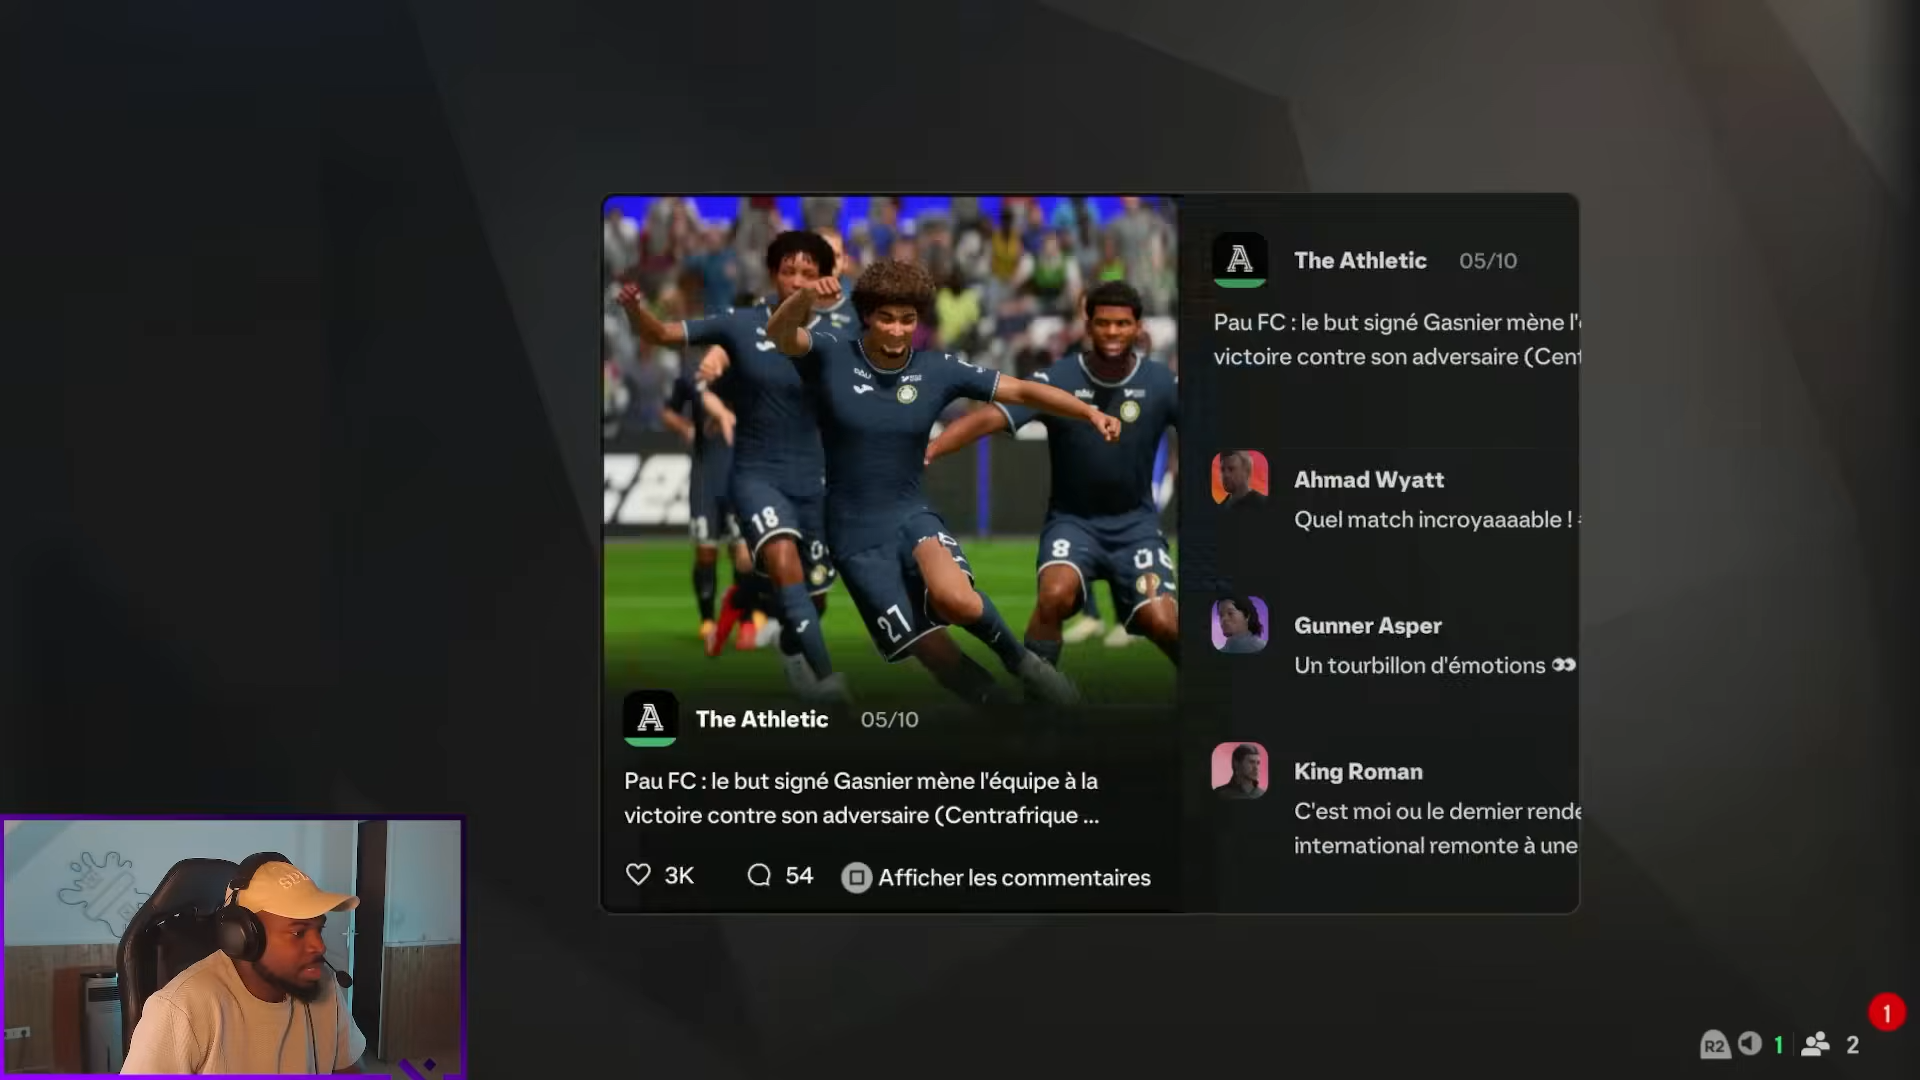 The Athletic 05/10
Pau FC : le but signé Gasnier mène l'équipe à la
victoire contre son adversaire (Centrafrique ...
3K 54 Afficher les commentaires
The Athletic 05/10
Pau FC : le but signé Gasnier mène l'
victoire contre son adversaire (Cent
Ahmad Wyatt
Quel match incroyaaaable !
Gunner Asper
Un tourbillon d'émotions 👀
King Roman
C'est moi ou le dernier rende
international remonte à une
18
27
8
PAU
R2 1 2
1